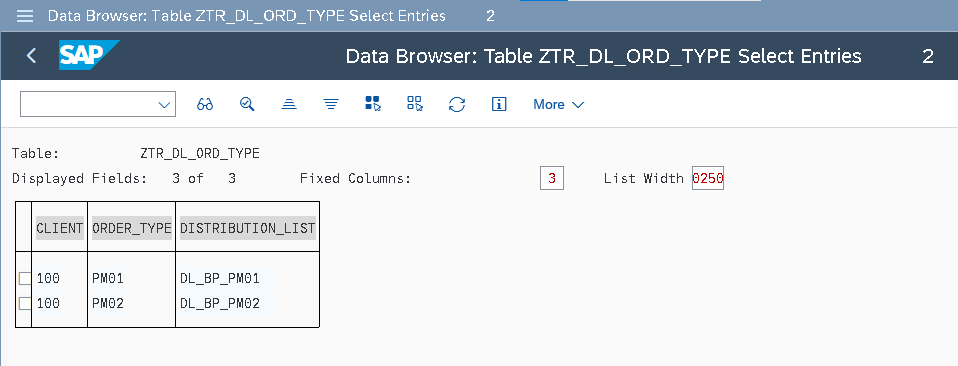 Data Browser: Table ZTR_DL_ORD_TYPE Select Entries 2
SAP Data Browser: Table ZTR_DL_ORD_TYPE Select Entries 2
More
Table: ZTR_DL_ORD_TYPE
Displayed Fields: 3 of 3 Fixed Columns: 3 List Width 0250
CLIENT ORDER_TYPE DISTRIBUTION_LIST
100 PM01 DL_BP_PM01
100 PM02 DL_BP_PM02